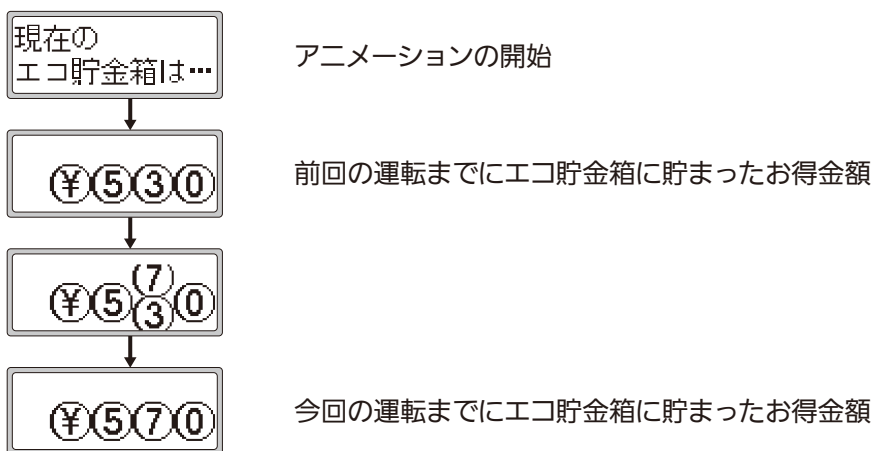 現在の
エコ貯金箱は…
アニメーションの開始
¥530
前回の運転までにエコ貯金箱に貯まったお得金額
7
¥530
¥570
今回の運転までにエコ貯金箱に貯まったお得金額